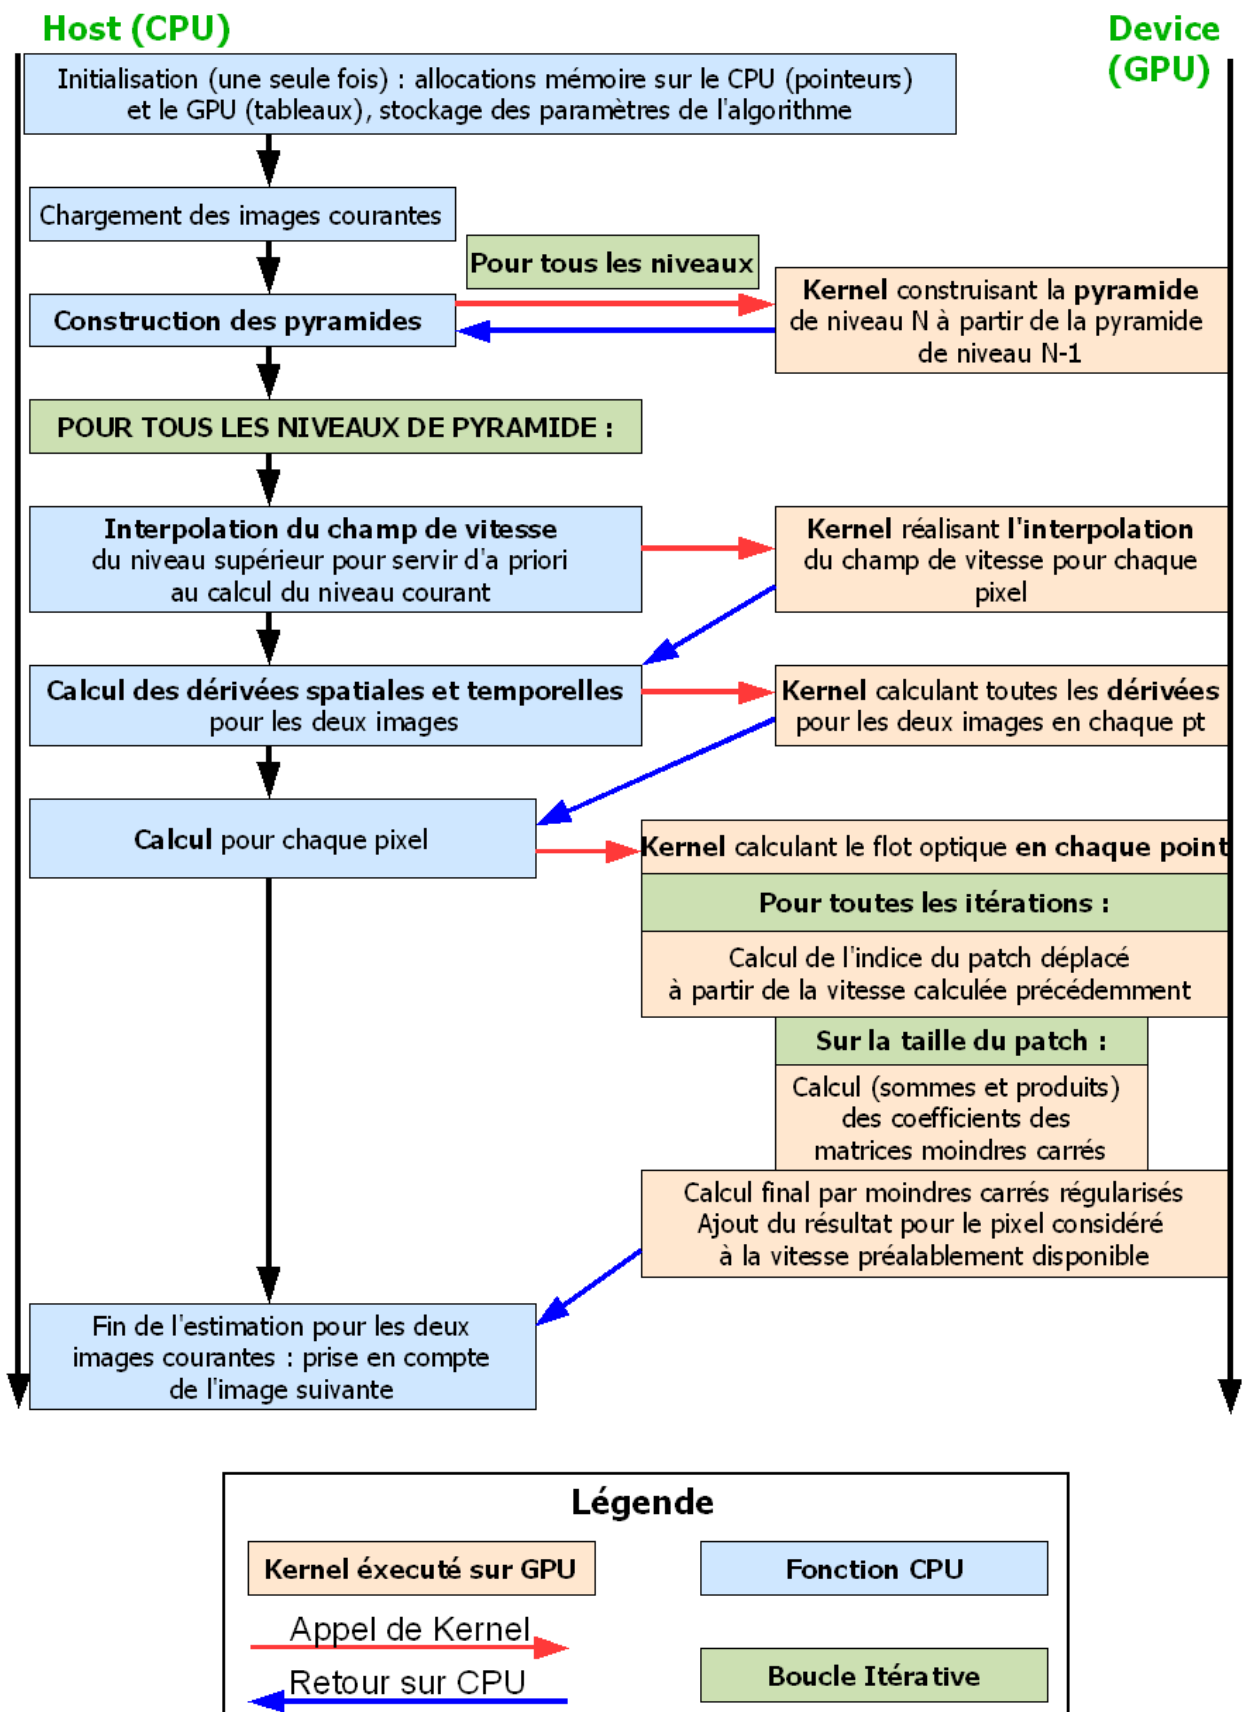 Host (CPU)
Device
(GPU)
Initialisation (une seule fois) : allocations mémoire sur le CPU (pointeurs)
et le GPU (tableaux), stockage des paramètres de l'algorithme
Chargement des images courantes
Pour tous les niveaux
Construction des pyramides
Kernel construisant la pyramide
de niveau N à partir de la pyramide
de niveau N-1
POUR TOUS LES NIVEAUX DE PYRAMIDE :
Interpolation du champ de vitesse
du niveau supérieur pour servir d'a priori
au calcul du niveau courant
Kernel réalisant l'interpolation
du champ de vitesse pour chaque
pixel
Calcul des dérivées spatiales et temporelles
pour les deux images
Kernel calculant toutes les dérivées
pour les deux images en chaque pt
Calcul pour chaque pixel
Kernel calculant le flot optique en chaque point
Pour toutes les itérations :
Calcul de l'indice du patch déplacé
à partir de la vitesse calculée précédemment
Sur la taille du patch :
Calcul (sommes et produits)
des coefficients des
matrices moindres carrés
Calcul final par moindres carrés régularisés
Ajout du résultat pour le pixel considéré
à la vitesse préalablement disponible
Fin de l'estimation pour les deux
images courantes : prise en compte
de l'image suivante
Légende
Kernel éxecuté sur GPU
Fonction CPU
Appel de Kernel
Retour sur CPU
Boucle Itérative